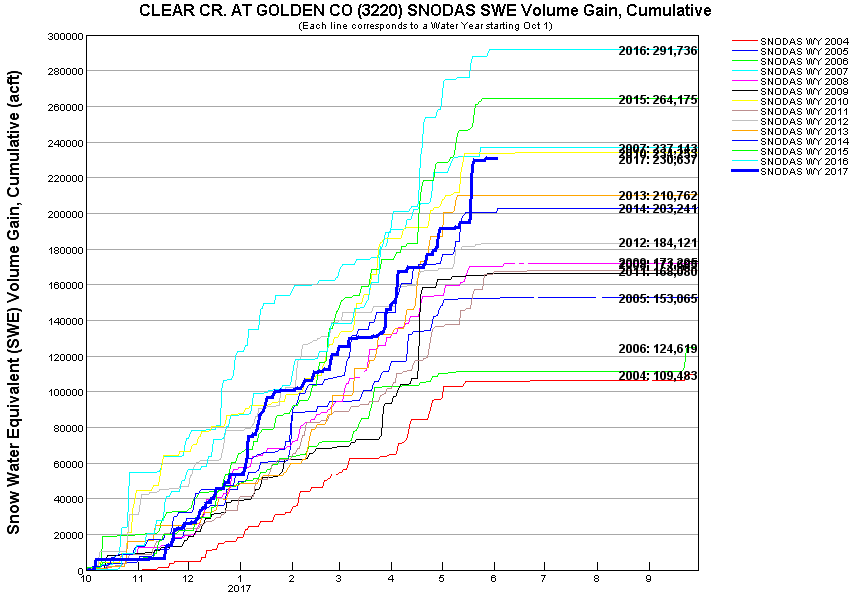 CLEAR CR. AT GOLDEN CO (3220) SNODAS SWE Volume Gain, Cumulative
(Each line corresponds to a Water Year starting Oct 1)
Snow Water Equivalent (SWE) Volume Gain, Cumulative (acft)
300000
280000
260000
240000
220000
200000
180000
160000
140000
120000
100000
80000
60000
40000
20000
0
2016: 291,736
2015: 264,175
2007: 237,143
2017: 230,637
2013: 210,762
2014: 203,241
2012: 184,121
2011: 168,080
2005: 153,065
2006: 124,619
2004: 109,483
10 11 12 1 2 3 4 5 6 7 8 9
2017
SNODAS WY 2004
SNODAS WY 2005
SNODAS WY 2006
SNODAS WY 2007
SNODAS WY 2008
SNODAS WY 2009
SNODAS WY 2010
SNODAS WY 2011
SNODAS WY 2012
SNODAS WY 2013
SNODAS WY 2014
SNODAS WY 2015
SNODAS WY 2016
SNODAS WY 2017